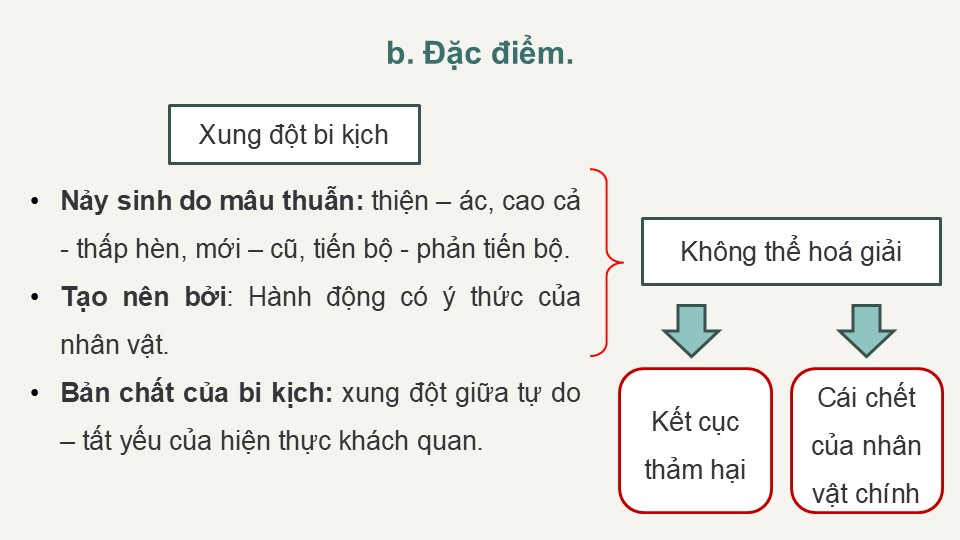 b. Đặc điểm.
Xung đột bi kịch
• Nảy sinh do mâu thuẫn: thiện – ác, cao cả
- thấp hèn, mới – cũ, tiến bộ - phản tiến bộ.
• Tạo nên bởi: Hành động có ý thức của
nhân vật.
• Bản chất của bi kịch: xung đột giữa tự do
– tất yếu của hiện thực khách quan.
Không thể hoá giải
Kết cục
thảm hại
Cái chết
của nhân
vật chính